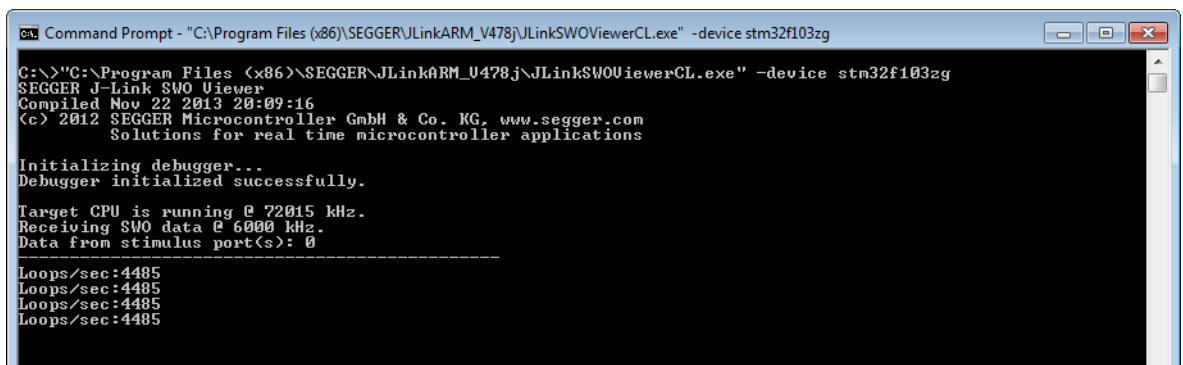 Command Prompt - "C:\Program Files (x86)\SEGGER\JLinkARM_V478j\JLinkSWOViewerCL.exe" -device stm32f103zg
C:\>"C:\Program Files (x86)\SEGGER\JLinkARM_V478j\JLinkSWOViewerCL.exe" -device stm32f103zg
SEGGER J-Link SWO Viewer
Compiled Nov 22 2013 20:09:16
(c) 2012 SEGGER Microcontroller GmbH & Co. KG, www.segger.com
Solutions for real time microcontroller applications
Initializing debugger...
Debugger initialized successfully.
Target CPU is running @ 72015 kHz.
Receiving SWO data @ 6000 kHz.
Data from stimulus port(s): 0
--------------------------------------------------
Loops/sec:4485
Loops/sec:4485
Loops/sec:4485
Loops/sec:4485